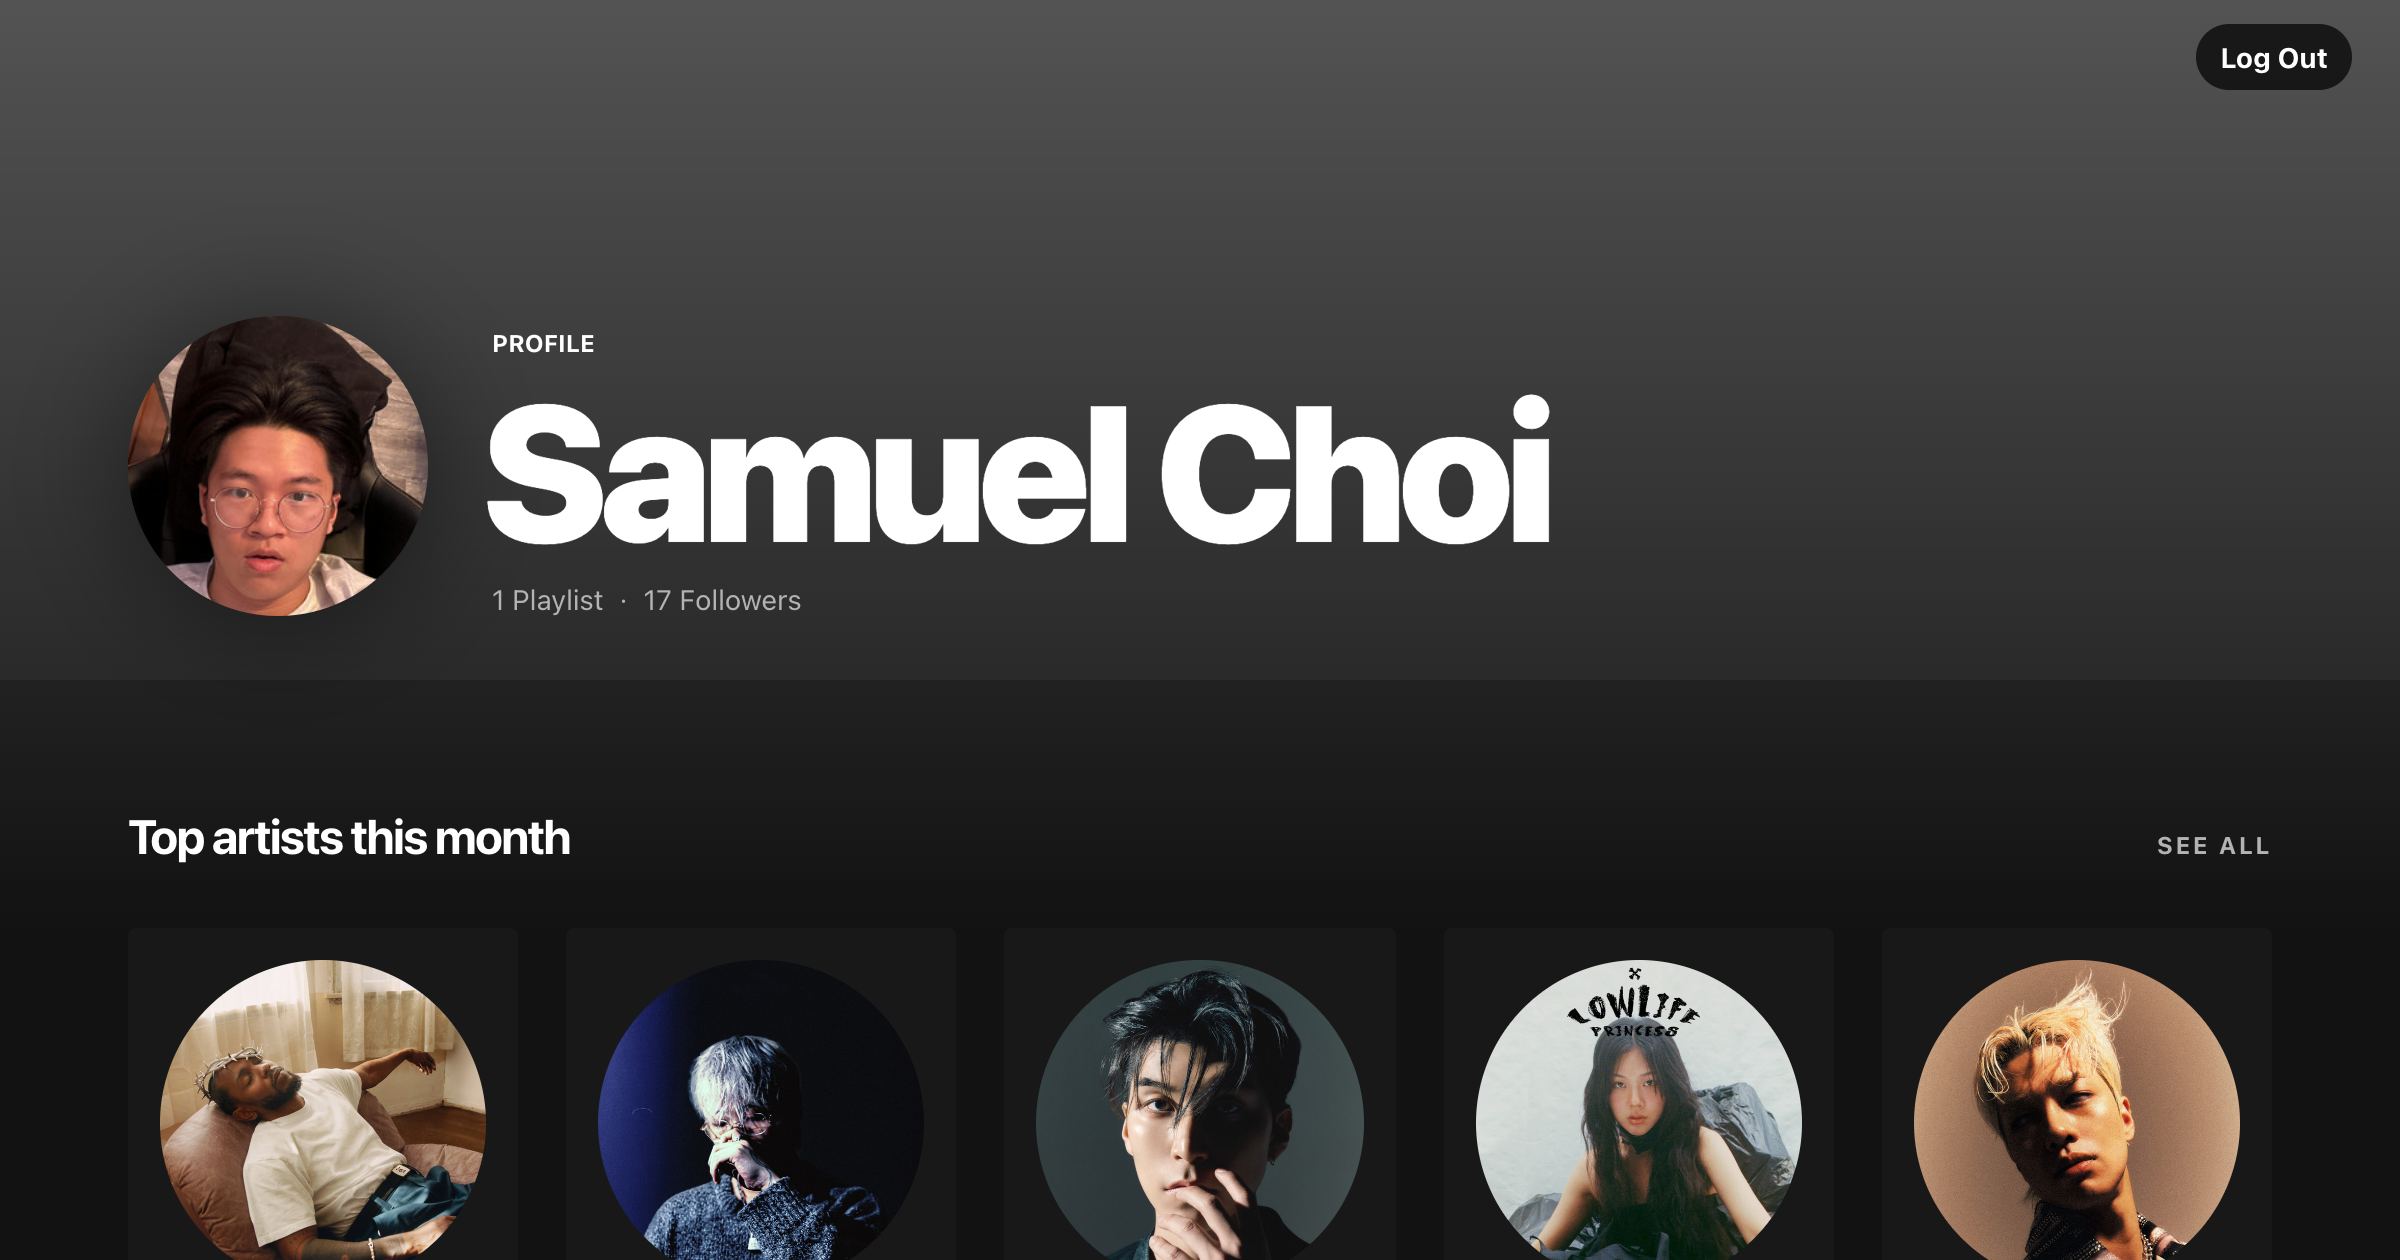 Log Out
PROFILE
Samuel Choi
1 Playlist · 17 Followers
Top artists this month
SEE ALL
LOWLIFE
PRINCESS